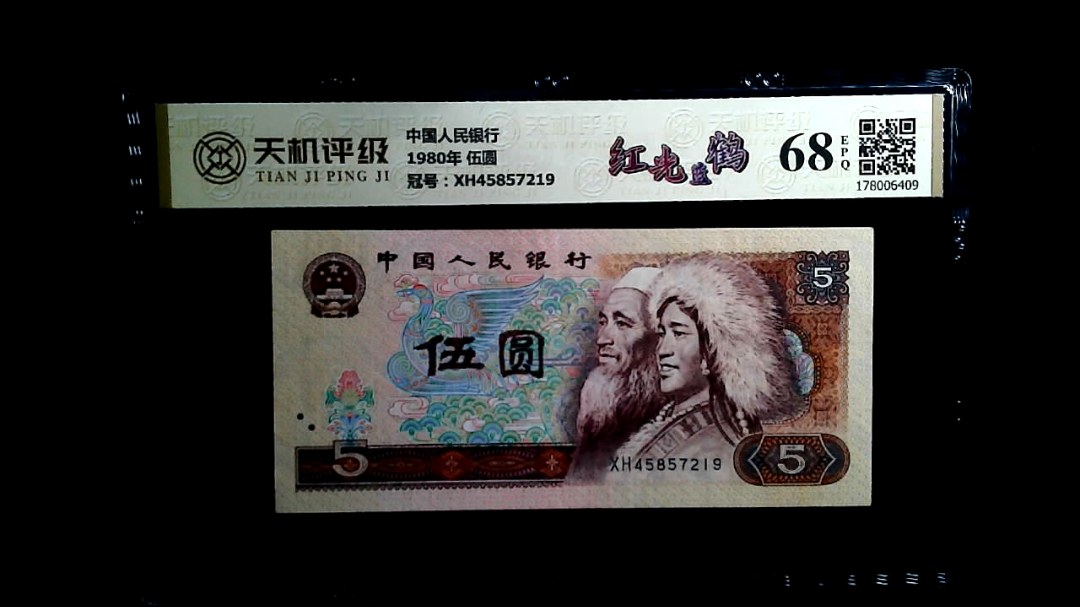 天机评级
TIAN JI PING JI
中国人民银行
1980年 伍圆
冠号：XH45857219
红光蓝鹤
68
EPQ
178006409
中国人民银行
5
伍圆
5
XH45857219
5